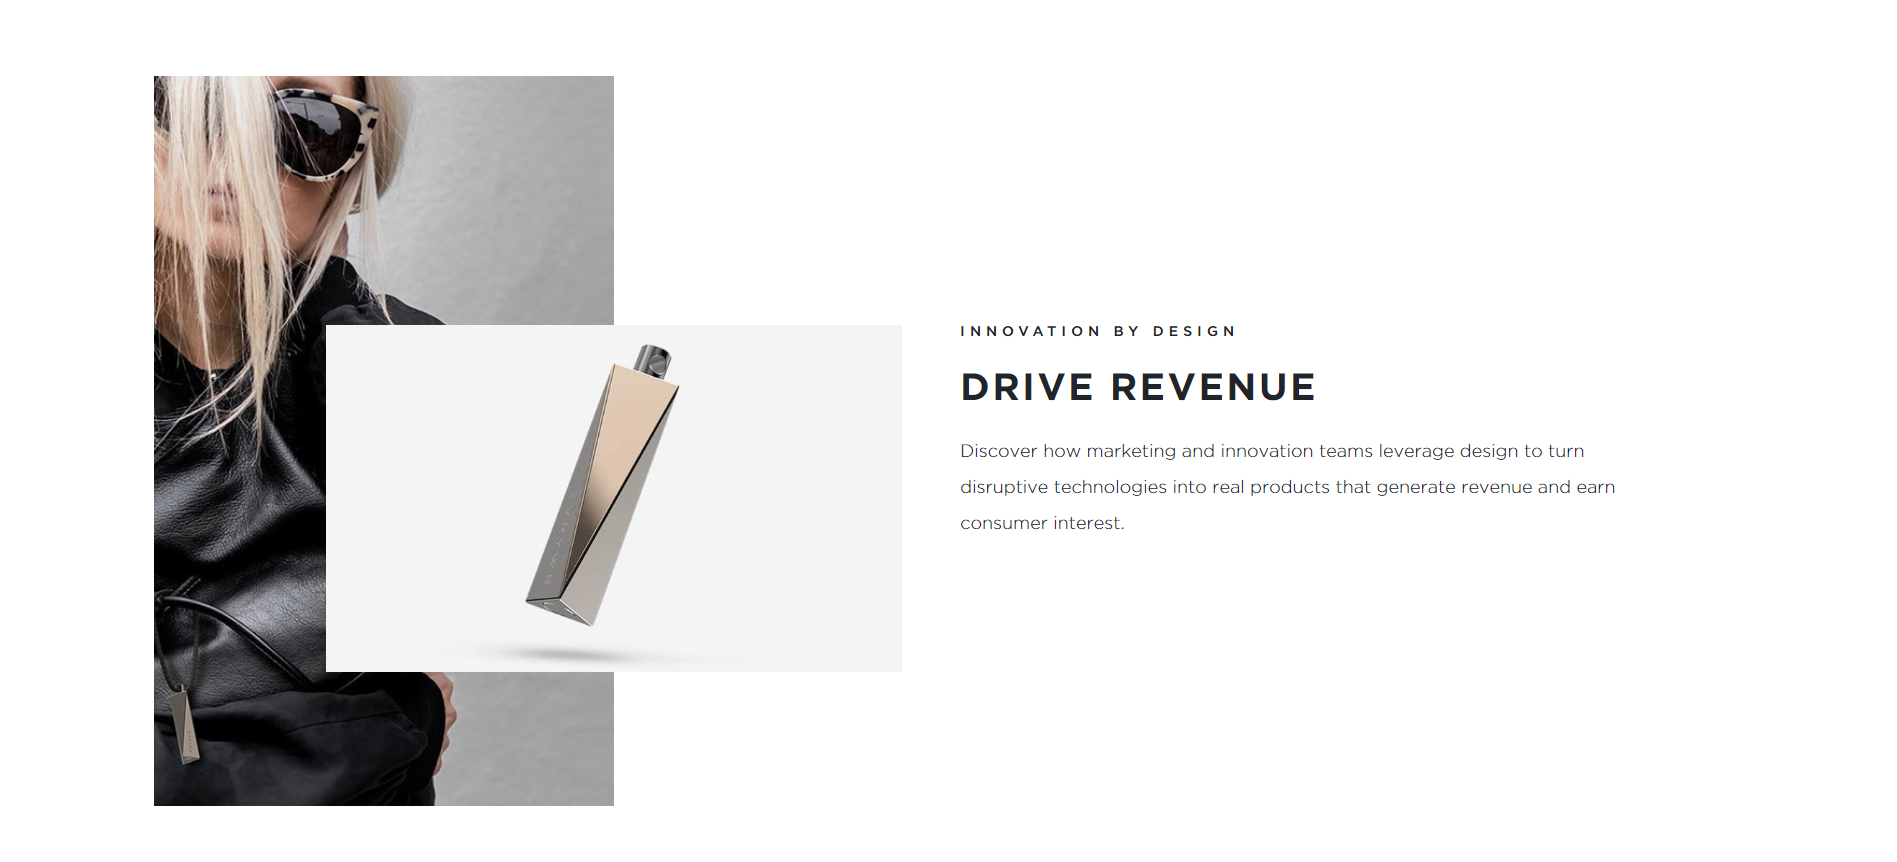 INNOVATION BY DESIGN
DRIVE REVENUE
Discover how marketing and innovation teams leverage design to turn
disruptive technologies into real products that generate revenue and earn
consumer interest.